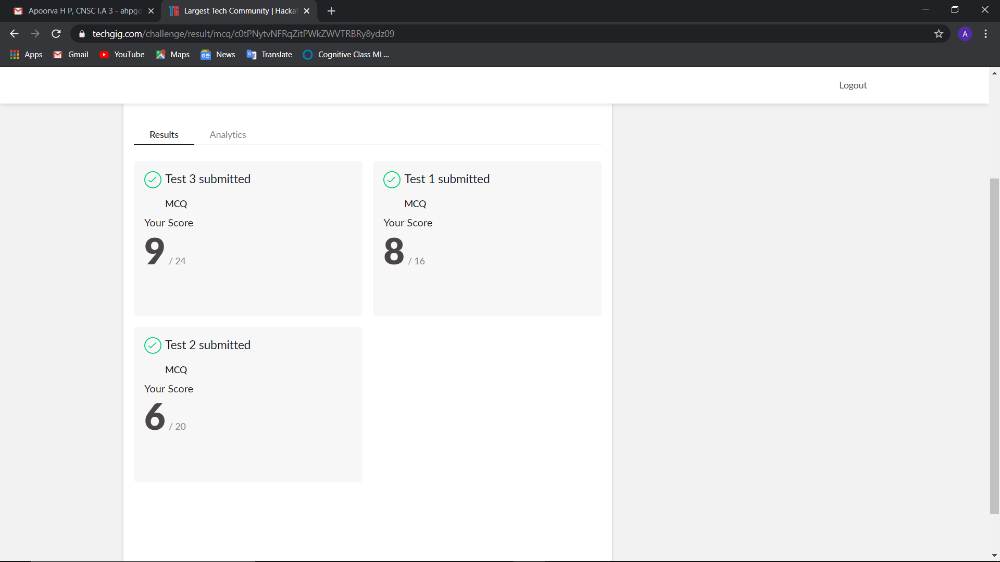 Apoorva H P, CNSC I.A 3 - ahpgo
Largest Tech Community | Hacka
techgig.com/challenge/result/mcq/c0tPNytvNFRqZitPWkZWVTRBRy8ydz09
A
Apps Gmail YouTube Maps News Translate Cognitive Class ML...
Logout
Results Analytics
Test 3 submitted
MCQ
Your Score
9 / 24
Test 1 submitted
MCQ
Your Score
8 / 16
Test 2 submitted
MCQ
Your Score
6 / 20